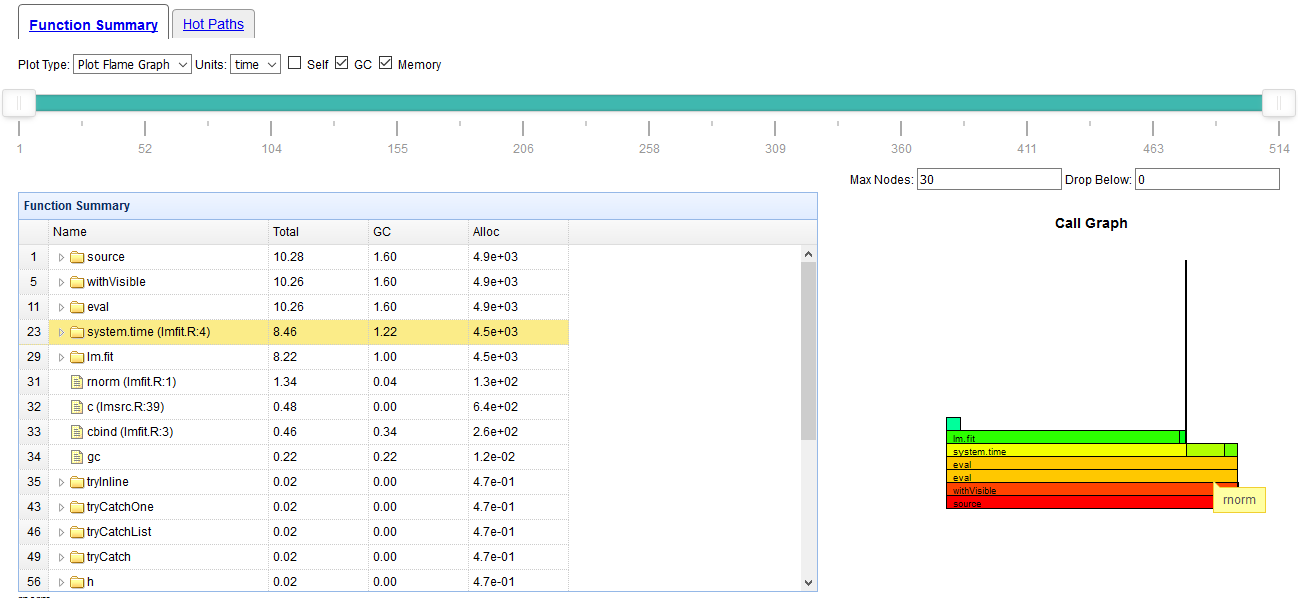 Function Summary Hot Paths
Plot Type: Plot Flame Graph Units: time Self GC Memory
1 52 104 155 206 258 309 360 411 463 514
Max Nodes: 30 Drop Below: 0
Function Summary
Name Total GC Alloc
1 source 10.28 1.60 4.9e+03
5 withVisible 10.26 1.60 4.9e+03
11 eval 10.26 1.60 4.9e+03
23 system.time (lmfit.R:4) 8.46 1.22 4.5e+03
29 lm.fit 8.22 1.00 4.5e+03
31 rnorm (lmfit.R:1) 1.34 0.04 1.3e+02
32 c (lmsrc.R:39) 0.48 0.00 6.4e+02
33 cbind (lmfit.R:3) 0.46 0.34 2.6e+02
34 gc 0.22 0.22 1.2e-02
35 tryInline 0.02 0.00 4.7e-01
43 tryCatchOne 0.02 0.00 4.7e-01
46 tryCatchList 0.02 0.00 4.7e-01
49 tryCatch 0.02 0.00 4.7e-01
56 h 0.02 0.00 4.7e-01
Call Graph
lm.fit
system.time
eval
eval
withVisible
source
rnorm